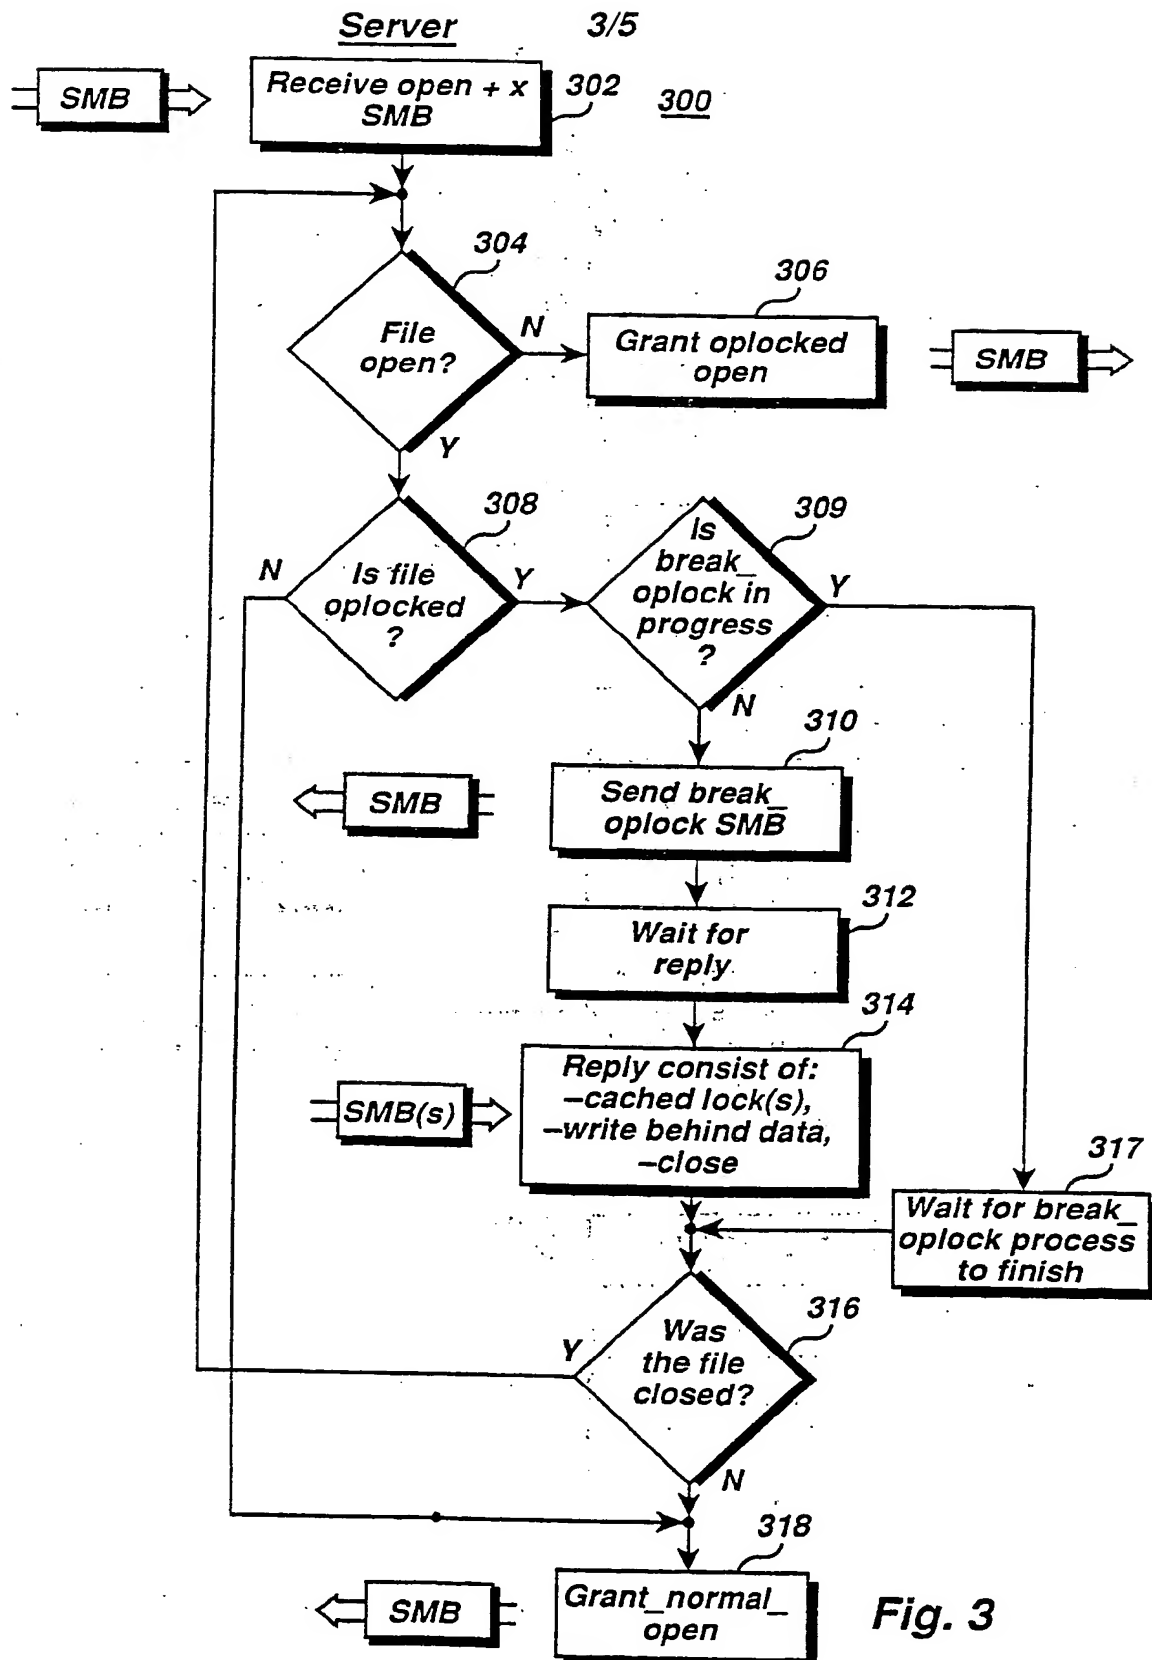 Server 3/5
SMB
Receive open + x
SMB
302
300
304
File
open?
N
Y
306
Grant oplocked
open
SMB
308
Is file
oplocked
?
N
Y
309
Is
break_
oplock in
progress
?
Y
N
310
Send break_
oplock SMB
SMB
312
Wait for
reply
314
Reply consist of:
–cached lock(s),
–write behind data,
–close
SMB(s)
317
Wait for break_
oplock process
to finish
316
Was
the file
closed?
Y
N
318
Grant_normal_
open
SMB
Fig. 3